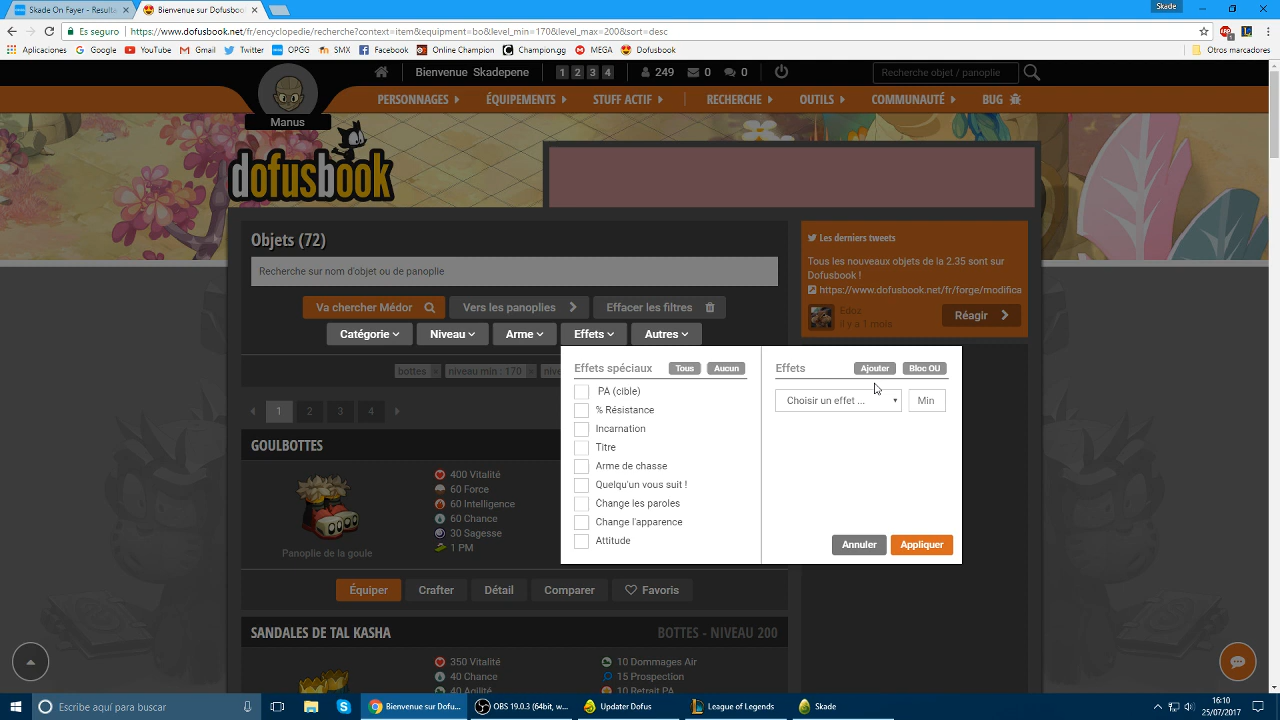 Skade On Fayer - Resulta
Bienvenue sur Dofusbook
Skade
Es seguro
https://www.dofusbook.net/fr/encyclopedie/recherche?context=item&equipment=bo&level_min=170&level_max=200&sort=desc
Aplicaciones Google YouTube Gmail Twitter OPGG SMX Facebook Online Champion Champion.gg MEGA Dofusbook Otros marcadores
Bienvenue Skadepene 1 2 3 4 249 0 0 Recherche objet / panoplie
Manus
PERSONNAGES ÉQUIPEMENTS STUFF ACTIF RECHERCHE OUTILS COMMUNAUTÉ BUG
dofusbook
Objets (72)
Recherche sur nom d'objet ou de panoplie
Va chercher Médor Vers les panoplies Effacer les filtres
Catégorie Niveau Arme Effets Autres
bottes niveau min : 170
1 2 3 4
Les derniers tweets
Tous les nouveaux objets de la 2.35 sont sur
Dofusbook !
https://www.dofusbook.net/fr/forge/modifica
Edoz
il y a 1 mois
Réagir
Effets spéciaux Tous Aucun
PA (cible)
% Résistance
Incarnation
Titre
Arme de chasse
Quelqu'un vous suit !
Change les paroles
Change l'apparence
Attitude
Effets Ajouter Bloc OU
Choisir un effet ... Min
Annuler Appliquer
GOULBOTTES
Panoplie de la goule
400 Vitalité
60 Force
60 Intelligence
60 Chance
30 Sagesse
1 PM
Équiper Crafter Détail Comparer Favoris
SANDALES DE TAL KASHA BOTTES - NIVEAU 200
350 Vitalité
40 Chance
40 Agilité
10 Dommages Air
15 Prospection
10 Retrait PA
Escribe aquí para buscar
Bienvenue sur Dofu...
OBS 19.0.3 (64bit, w...
Updater Dofus
League of Legends
Skade
16:10
25/07/2017